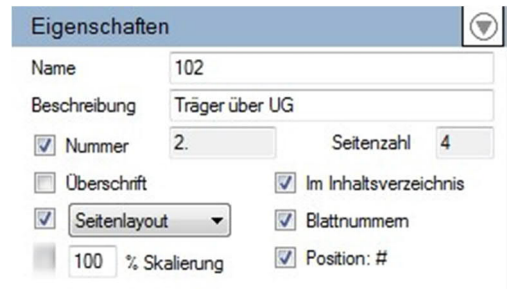 Eigenschaften
Name 102
Beschreibung Träger über UG
Nummer 2. Seitenzahl 4
Überschrift Im Inhaltsverzeichnis
Seitenlayout Blattnummern
100 % Skalierung Position: #